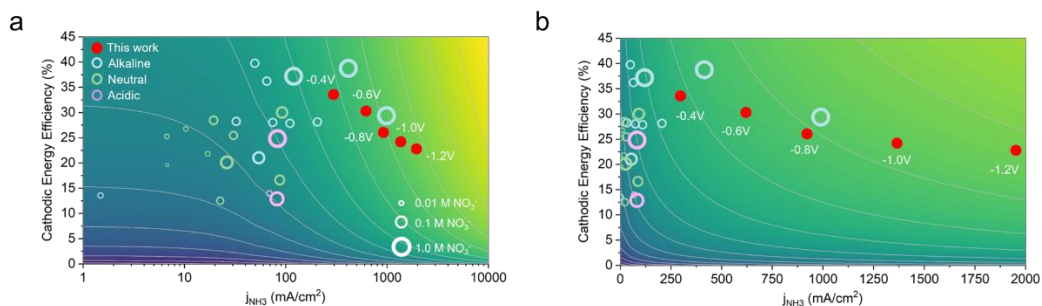 a
Cathodic Energy Efficiency (%)
45
40
35
30
25
20
15
10
5
0
This work
Alkaline
Neutral
Acidic
-0.4V
-0.6V
-0.8V
-1.0V
-1.2V
0.01 M NO₃⁻
0.1 M NO₃⁻
1.0 M NO₃⁻
1 10 100 1000 10000
jNH3 (mA/cm²)
b
Cathodic Energy Efficiency (%)
45
40
35
30
25
20
15
10
5
0
-0.4V
-0.6V
-0.8V
-1.0V
-1.2V
0 250 500 750 1000 1250 1500 1750 2000
jNH3 (mA/cm²)